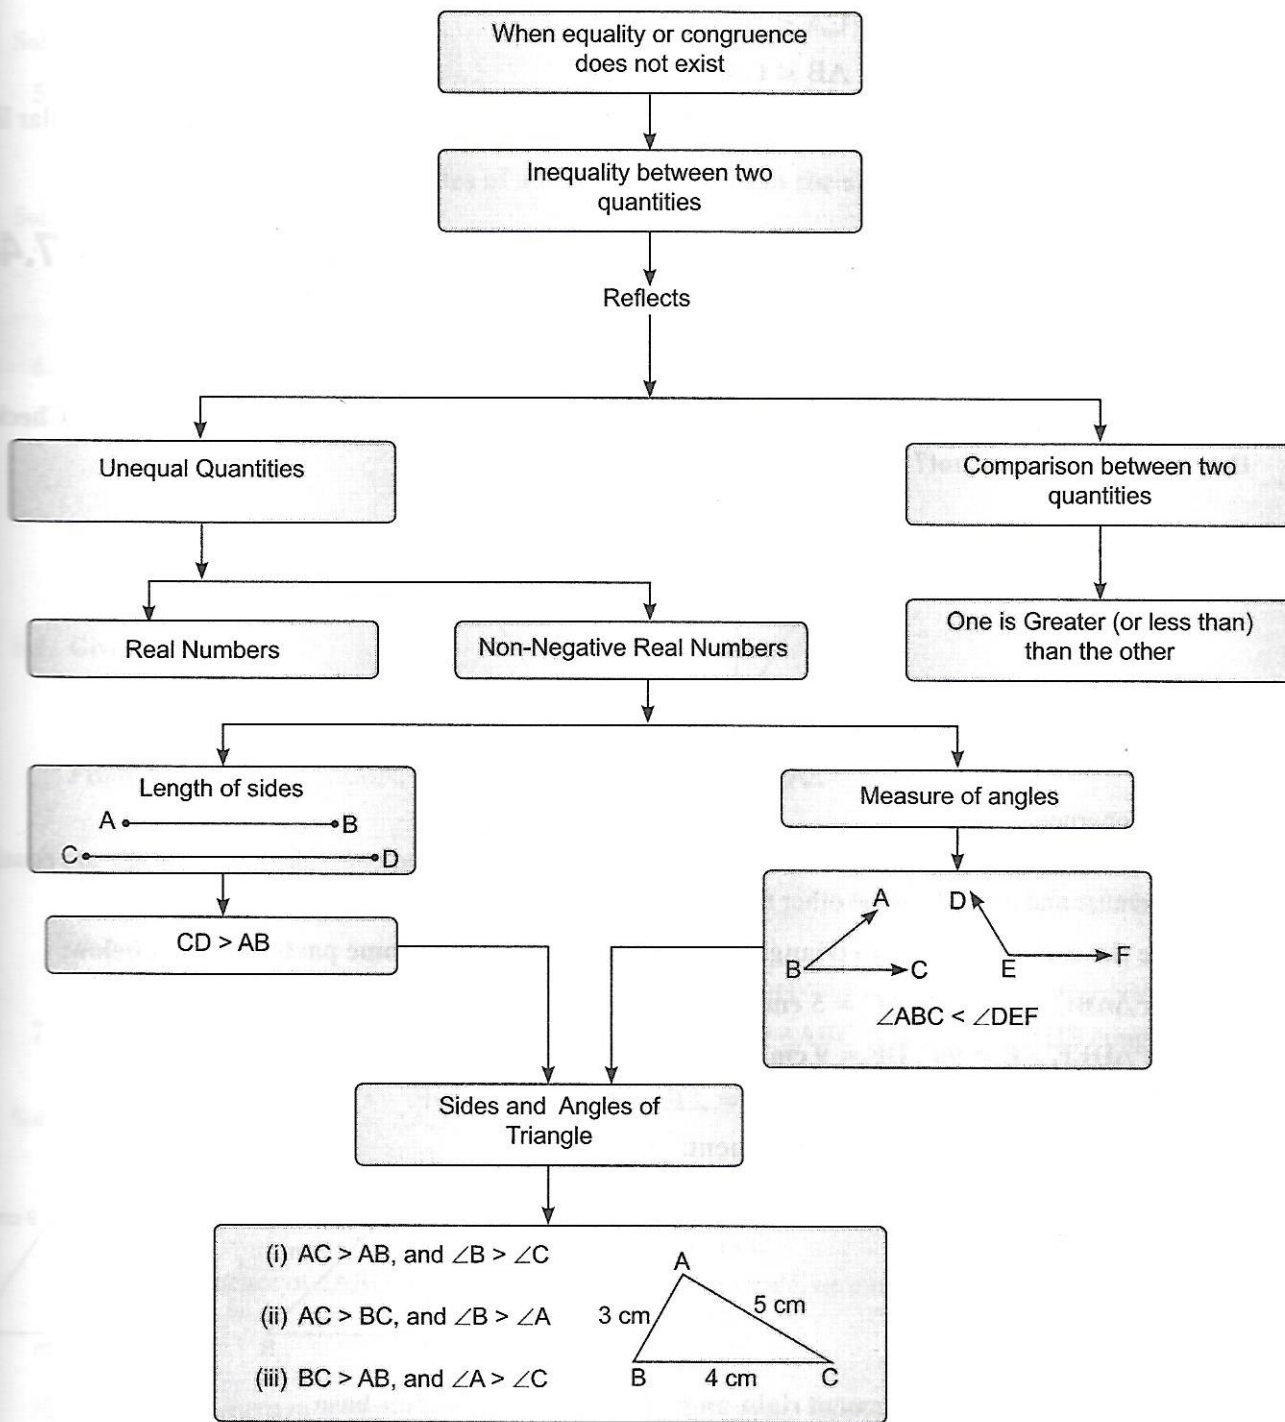 When equality or congruence
does not exist
Inequality between two
quantities
7.4
Reflects
Unequal Quantities
Comparison between two
quantities
Real Numbers
Non-Negative Real Numbers
One is Greater (or less than)
than the other
Length of sides
A B
C D
Measure of angles
CD > AB
A D
B C E F
∠ABC < ∠DEF
Sides and Angles of
Triangle
(i) AC > AB, and ∠B > ∠C
(ii) AC > BC, and ∠B > ∠A
(iii) BC > AB, and ∠A > ∠C
A
3 cm 5 cm
B 4 cm C